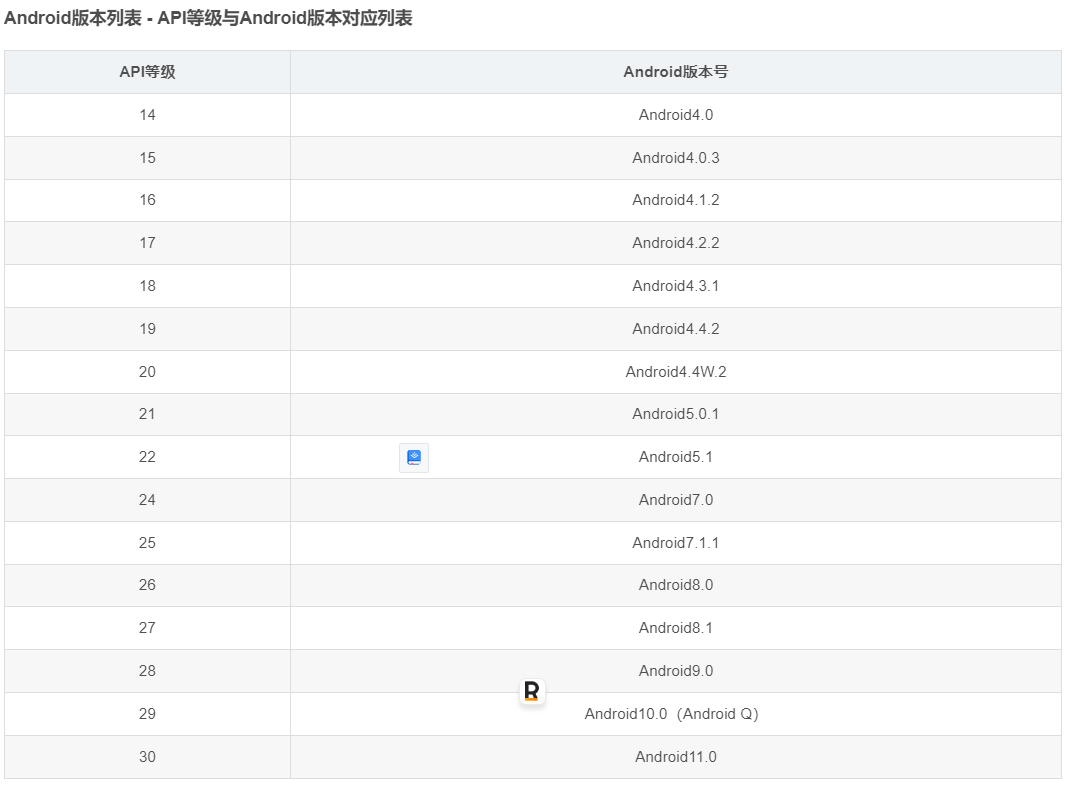 Android版本列表 - API等级与Android版本对应列表
API等级 Android版本号
14 Android4.0
15 Android4.0.3
16 Android4.1.2
17 Android4.2.2
18 Android4.3.1
19 Android4.4.2
20 Android4.4W.2
21 Android5.0.1
22 Android5.1
24 Android7.0
25 Android7.1.1
26 Android8.0
27 Android8.1
28 Android9.0
R
29 Android10.0（Android Q）
30 Android11.0